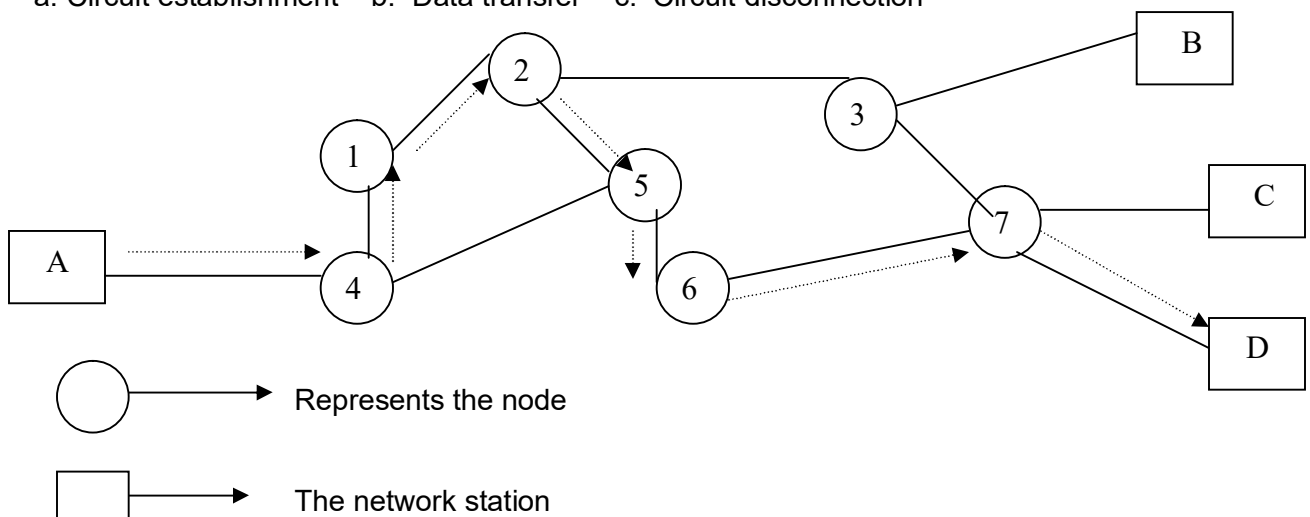 a. Circuit establishment b. Data transfer c. Circuit disconnection
B
2
3
1
5
C
7
A
4
6
D
Represents the node
The network station